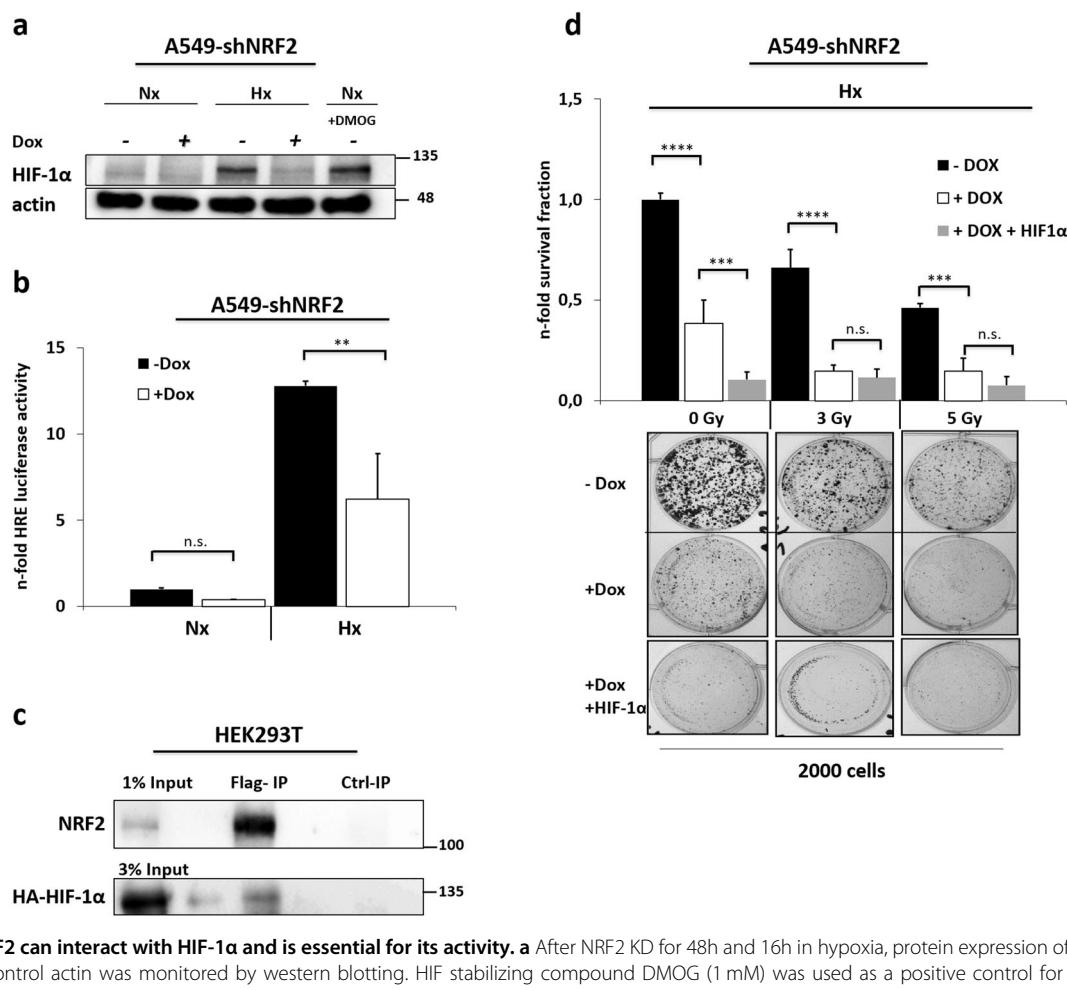 a
A549-shNRF2
Nx Hx Nx
+DMOG
Dox - + - + -
HIF-1α 135
actin 48
b
A549-shNRF2
n-fold HRE luciferase activity
15
10
5
0
-Dox
+Dox
n.s.
**
Nx Hx
c
HEK293T
1% Input Flag- IP Ctrl-IP
NRF2
100
3% Input
HA-HIF-1α 135
d
A549-shNRF2
Hx
n-fold survival fraction
1,5
1,0
0,5
0,0
- DOX
+ DOX
+ DOX + HIF1α
****
***
****
n.s.
***
n.s.
0 Gy 3 Gy 5 Gy
- Dox
+Dox
+Dox
+HIF-1α
2000 cells
F2 can interact with HIF-1α and is essential for its activity. a After NRF2 KD for 48h and 16h in hypoxia, protein expression of
ontrol actin was monitored by western blotting. HIF stabilizing compound DMOG (1 mM) was used as a positive control for